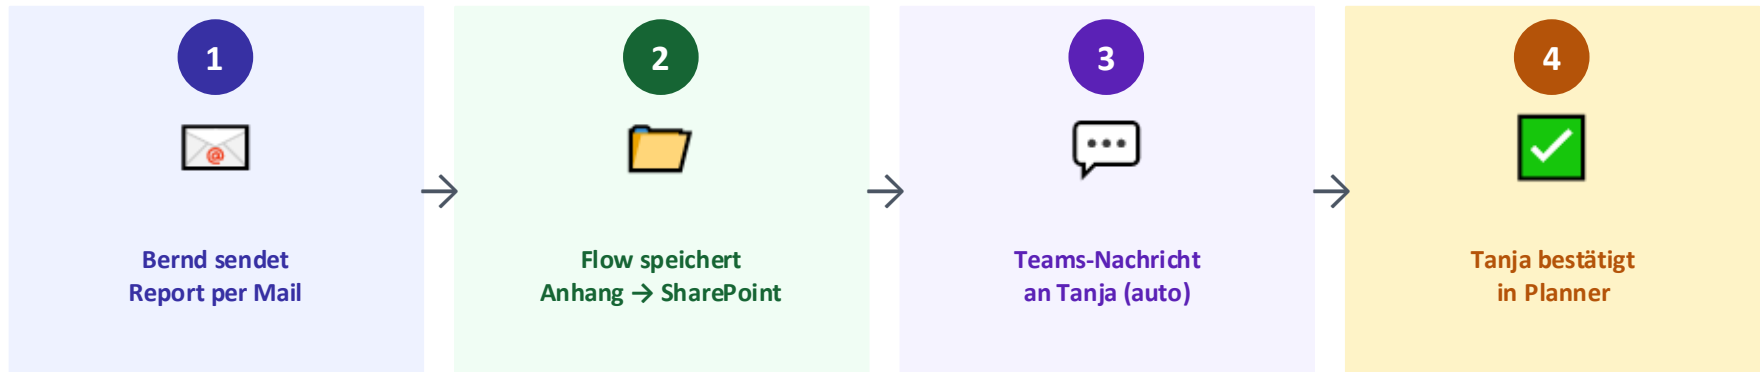 1
Bernd sendet
Report per Mail
2
Flow speichert
Anhang → SharePoint
3
Teams-Nachricht
an Tanja (auto)
4
Tanja bestätigt
in Planner